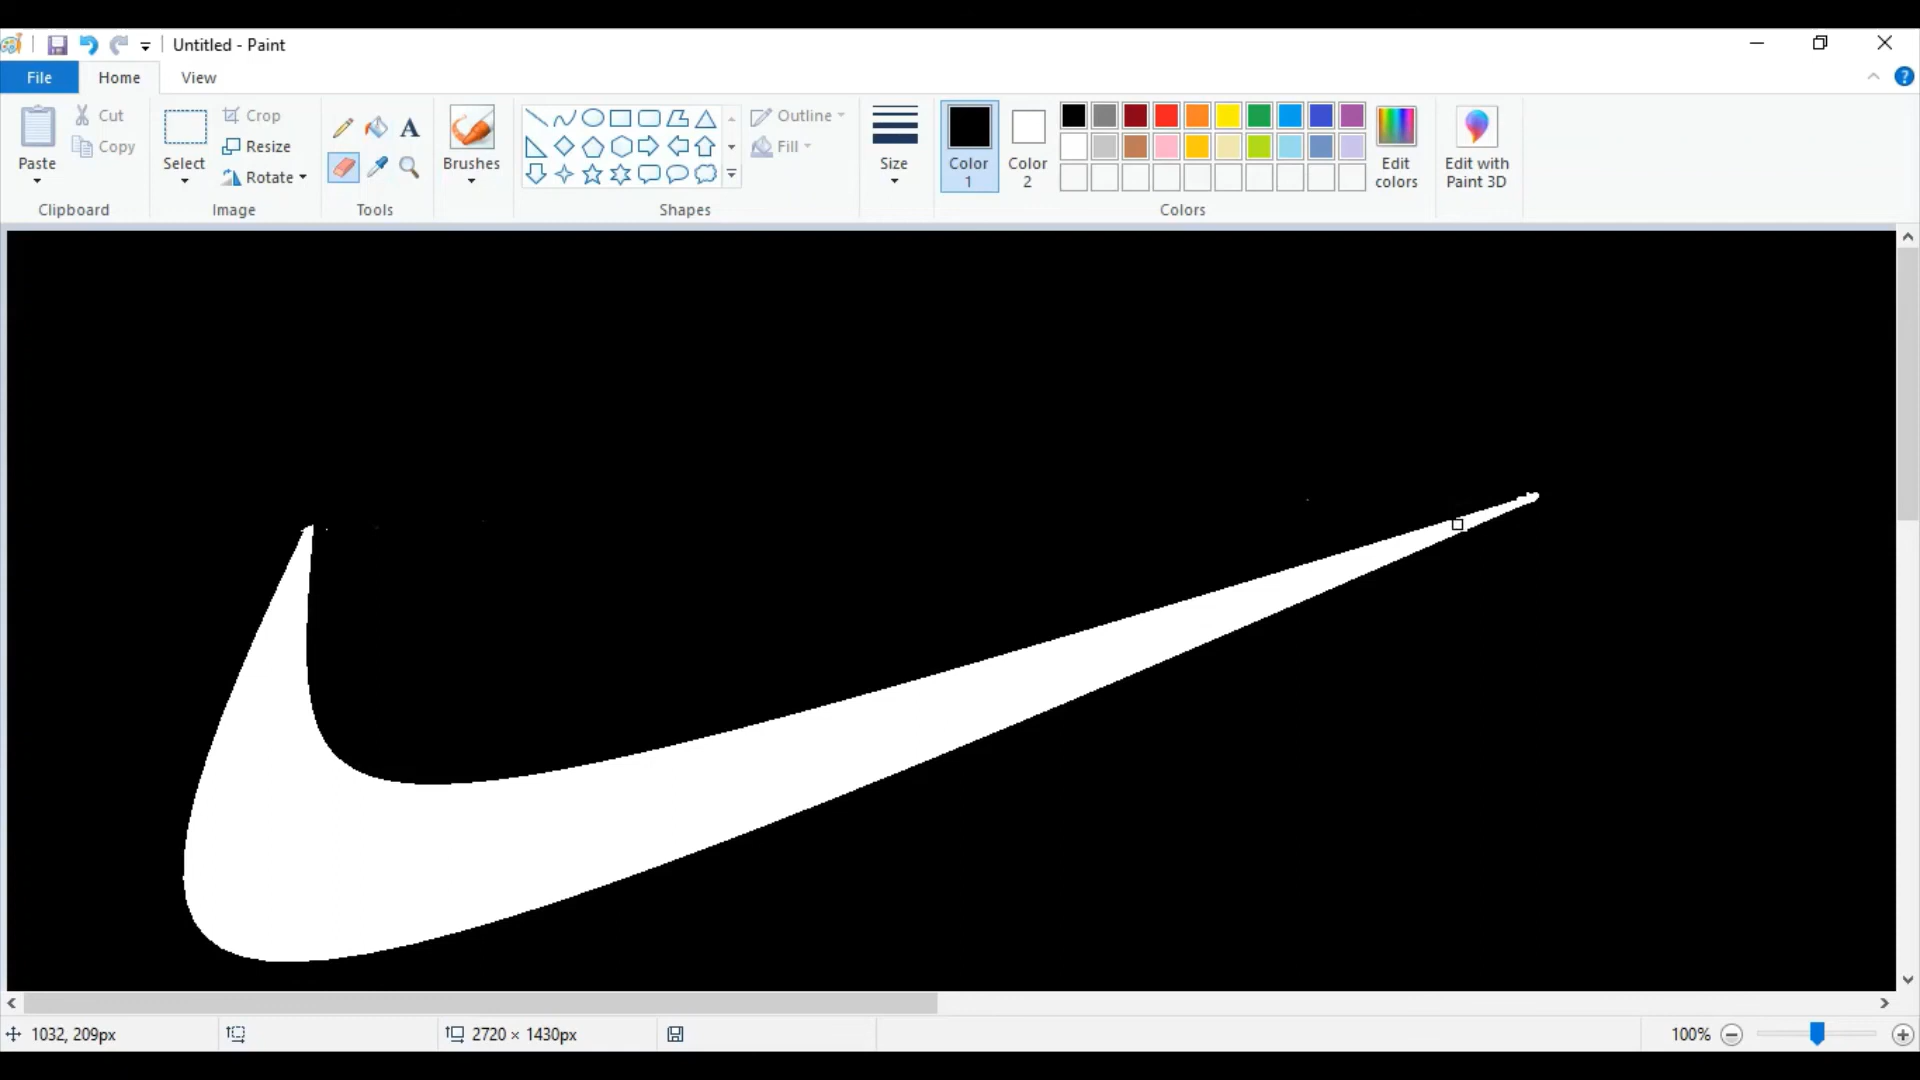 Untitled - Paint
File Home View
Paste
Cut
Copy
Clipboard
Select
Crop
Resize
Rotate
Image
A
Tools
Brushes
Outline
Fill
Shapes
Size
Color
1
Color
2
Edit
colors
Colors
Edit with
Paint 3D
?
1032, 209px
2720 × 1430px
100%